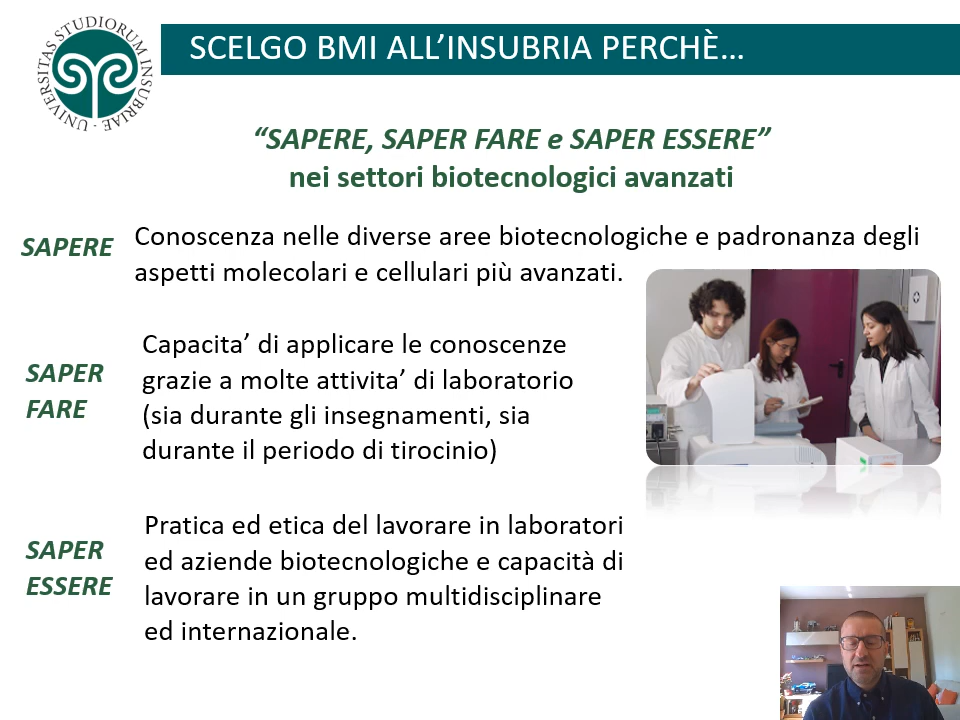 UNIVERSITAS STUDIORUM INSUBRIAE
SCELGO BMI ALL’INSUBRIA PERCHÈ…
“SAPERE, SAPER FARE e SAPER ESSERE”
nei settori biotecnologici avanzati
SAPERE
Conoscenza nelle diverse aree biotecnologiche e padronanza degli
aspetti molecolari e cellulari più avanzati.
SAPER
FARE
Capacita’ di applicare le conoscenze
grazie a molte attivita’ di laboratorio
(sia durante gli insegnamenti, sia
durante il periodo di tirocinio)
SAPER
ESSERE
Pratica ed etica del lavorare in laboratori
ed aziende biotecnologiche e capacità di
lavorare in un gruppo multidisciplinare
ed internazionale.